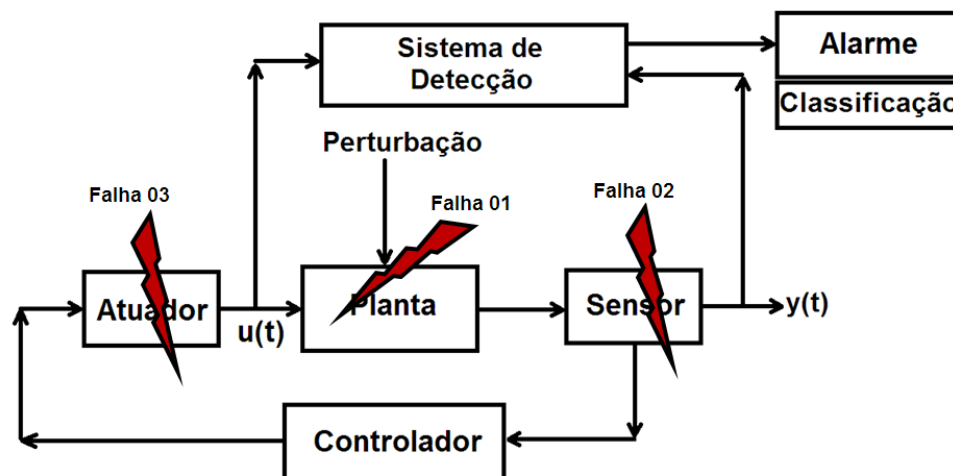 Sistema de
Detecção
Alarme
Classificação
Perturbação
Falha 03
Falha 01
Falha 02
Atuador
u(t)
Planta
Sensor
y(t)
Controlador